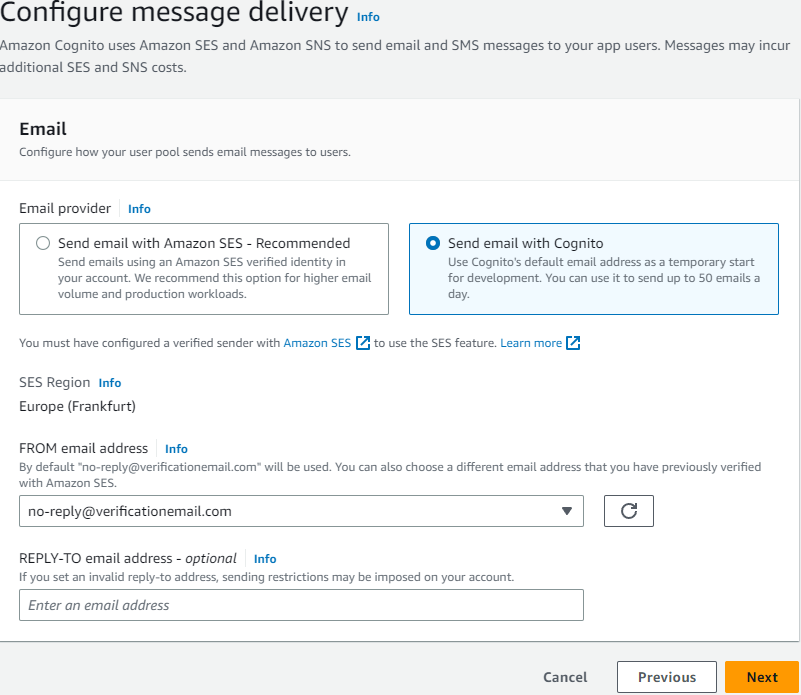 Configure message delivery Info
Amazon Cognito uses Amazon SES and Amazon SNS to send email and SMS messages to your app users. Messages may incur
additional SES and SNS costs.
Email
Configure how your user pool sends email messages to users.
Email provider Info
Send email with Amazon SES - Recommended
Send emails using an Amazon SES verified identity in
your account. We recommend this option for higher email
volume and production workloads.
Send email with Cognito
Use Cognito's default email address as a temporary start
for development. You can use it to send up to 50 emails a
day.
You must have configured a verified sender with Amazon SES to use the SES feature. Learn more
SES Region Info
Europe (Frankfurt)
FROM email address Info
By default "no-reply@verificationemail.com" will be used. You can also choose a different email address that you have previously verified
with Amazon SES.
no-reply@verificationemail.com
REPLY-TO email address - optional Info
If you set an invalid reply-to address, sending restrictions may be imposed on your account.
Enter an email address
Cancel Previous Next